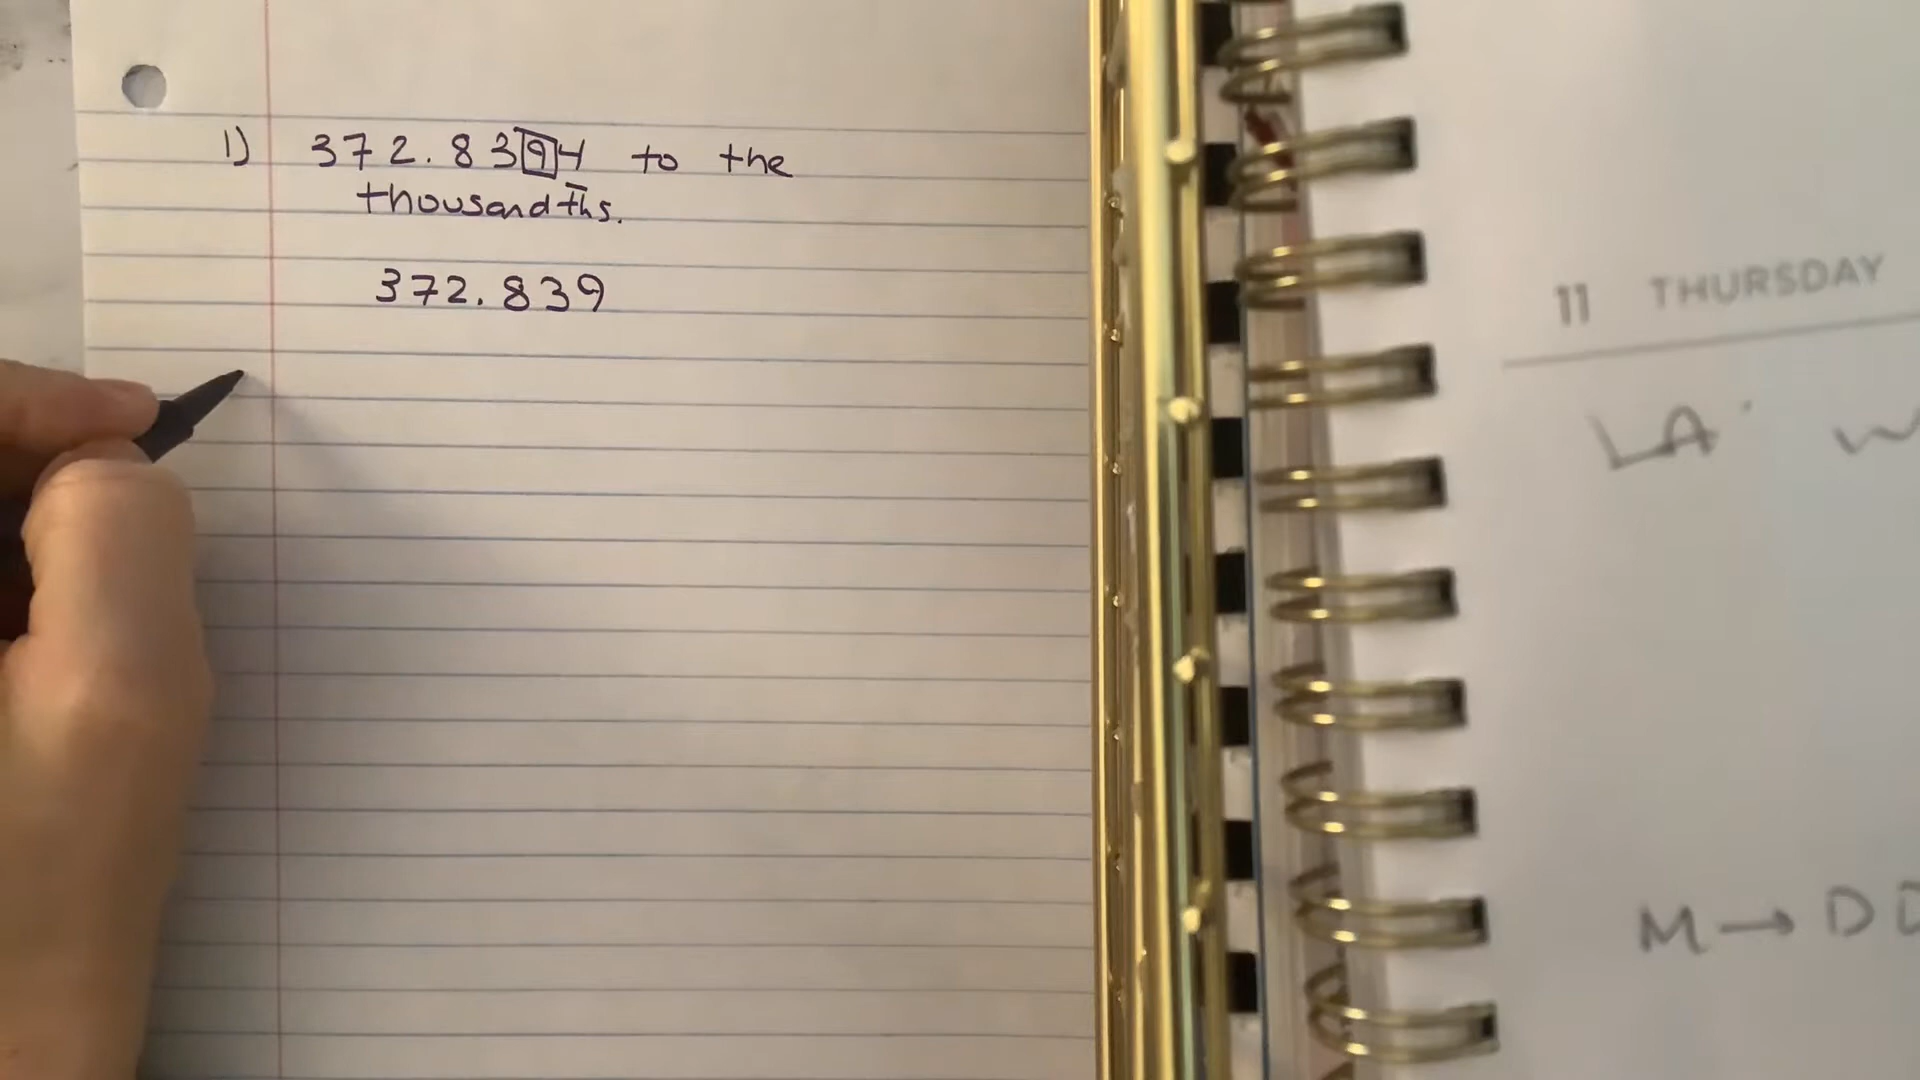 1) 372.8394 to the
thousandths.
372.839
11 THURSDAY
LA
M → D D